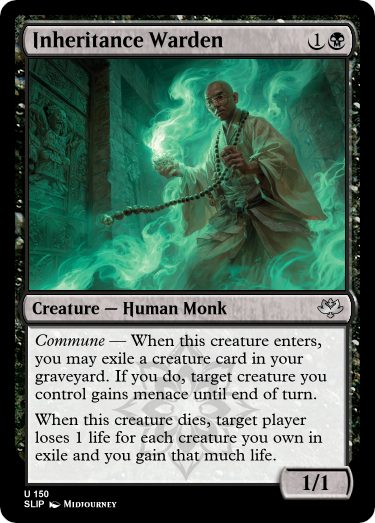 Inheritance Warden 1
Creature — Human Monk
Commune — When this creature enters,
you may exile a creature card in your
graveyard. If you do, target creature you
control gains menace until end of turn.
When this creature dies, target player
loses 1 life for each creature you own in
exile and you gain that much life.
1/1
U 150
SLIP Midjourney